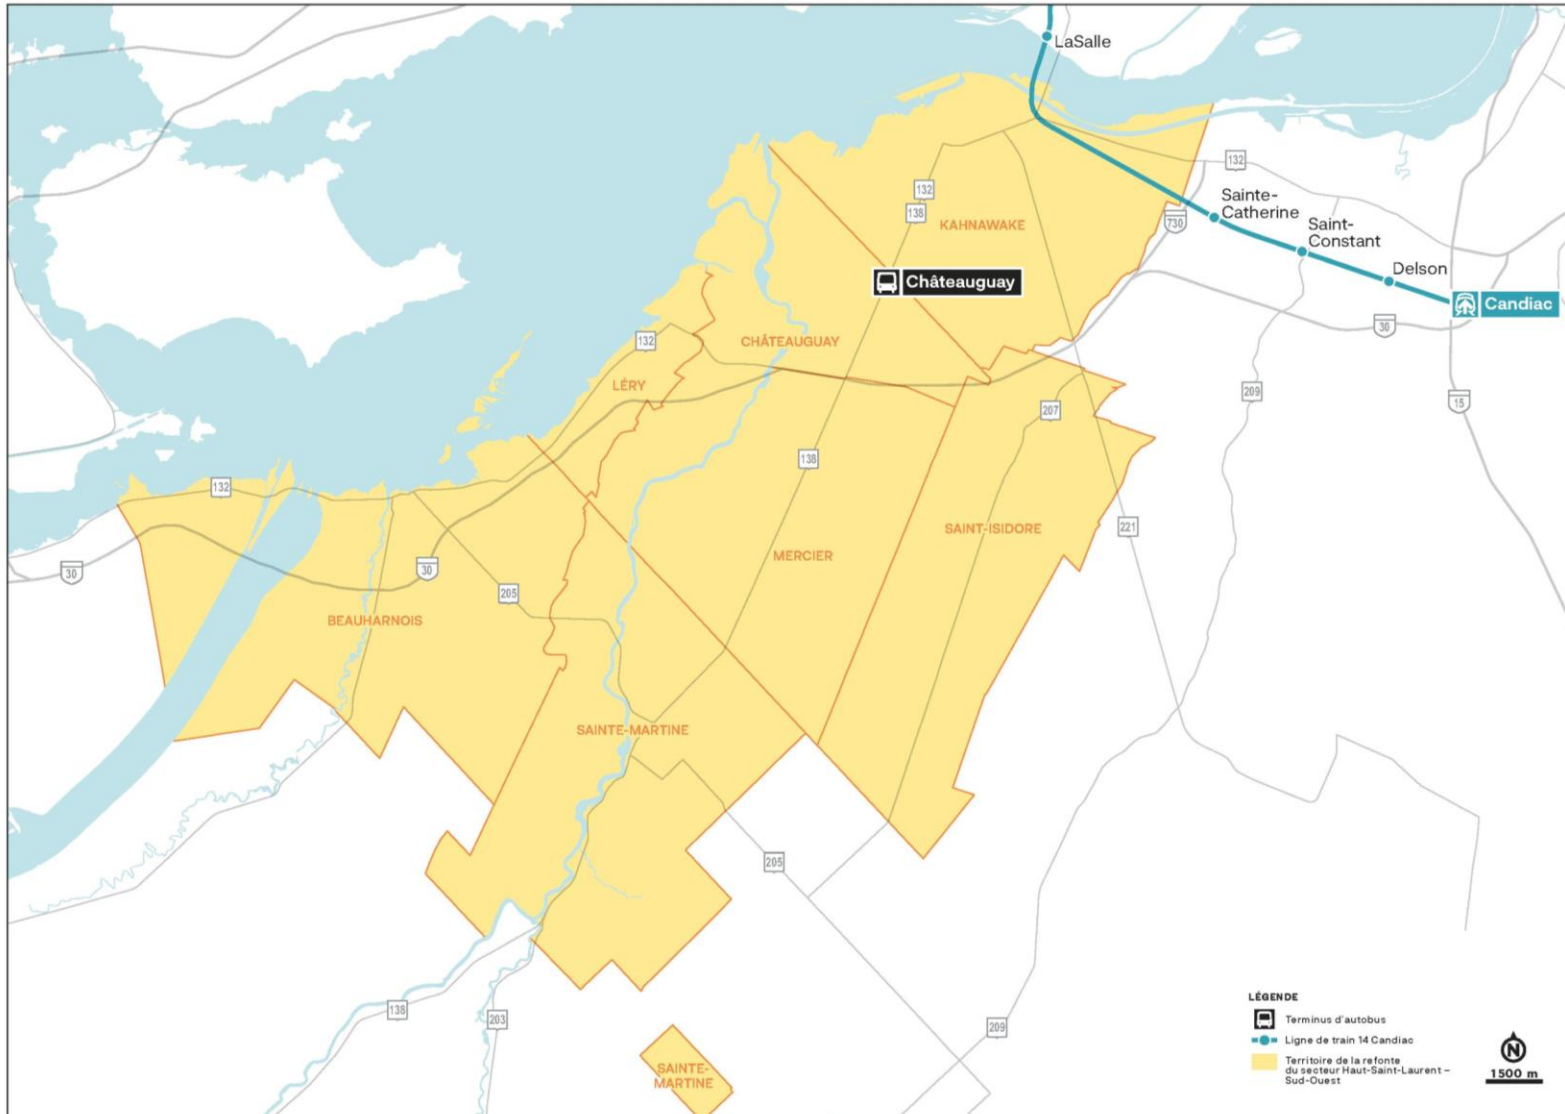 LaSalle
132
132
138
KAHNAWAKE
730
Sainte-
Catherine
Saint-
Constant
Delson
Châteauguay
Candiac
30
132
CHÂTEAUGUAY
LÉRY
209
15
207
138
132
SAINT-ISIDORE
221
MERCIER
30
30
205
BEAUHARNOIS
SAINTE-MARTINE
205
138
203
209
SAINTE-
MARTINE
LÉGENDE
Terminus d'autobus
Ligne de train 14 Candiac
Territoire de la refonte
du secteur Haut-Saint-Laurent –
Sud-Ouest
N
1500 m